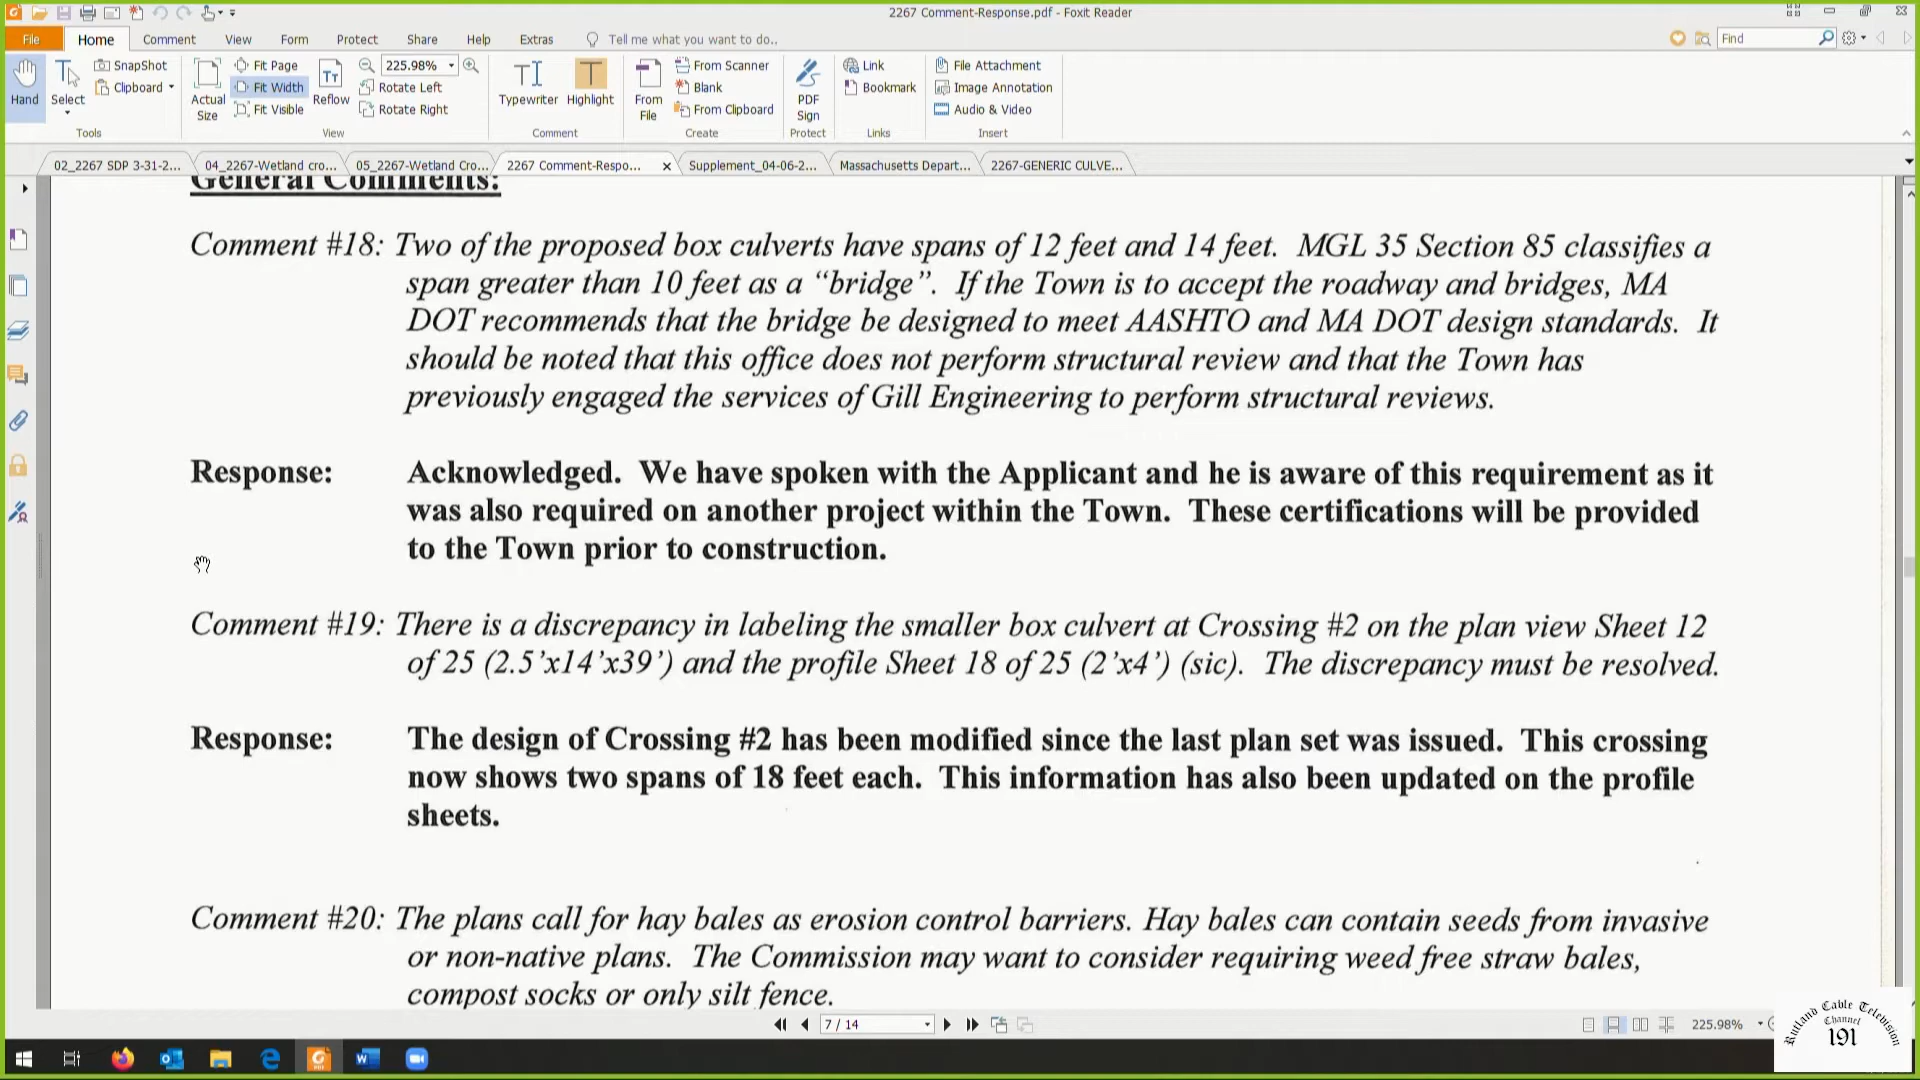 2267 Comment-Response.pdf - Foxit Reader
File Home Comment View Form Protect Share Help Extras Tell me what you want to do.. Find
Hand
Select
SnapShot
Clipboard
Tools
Actual Size
Fit Page
Fit Width
Fit Visible
Reflow
225.98%
Rotate Left
Rotate Right
View
Typewriter
Highlight
Comment
From File
From Scanner
Blank
From Clipboard
Create
PDF Sign
Protect
Link
Bookmark
Links
File Attachment
Image Annotation
Audio & Video
Insert
02_2267 SDP 3-31-2... 04_2267-Wetland cro... 05_2267-Wetland Cro... 2267 Comment-Respo... Supplement_04-06-2... Massachusetts Depart... 2267-GENERIC CULVE...
General Comments:
Comment #18: Two of the proposed box culverts have spans of 12 feet and 14 feet. MGL 35 Section 85 classifies a
span greater than 10 feet as a “bridge”. If the Town is to accept the roadway and bridges, MA
DOT recommends that the bridge be designed to meet AASHTO and MA DOT design standards. It
should be noted that this office does not perform structural review and that the Town has
previously engaged the services of Gill Engineering to perform structural reviews.
Response: Acknowledged. We have spoken with the Applicant and he is aware of this requirement as it
was also required on another project within the Town. These certifications will be provided
to the Town prior to construction.
Comment #19: There is a discrepancy in labeling the smaller box culvert at Crossing #2 on the plan view Sheet 12
of 25 (2.5’x14’x39’) and the profile Sheet 18 of 25 (2’x4’) (sic). The discrepancy must be resolved.
Response: The design of Crossing #2 has been modified since the last plan set was issued. This crossing
now shows two spans of 18 feet each. This information has also been updated on the profile
sheets.
Comment #20: The plans call for hay bales as erosion control barriers. Hay bales can contain seeds from invasive
or non-native plans. The Commission may want to consider requiring weed free straw bales,
compost socks or only silt fence.
7 / 14
225.98%
Rutland Cable Television
Channel
191